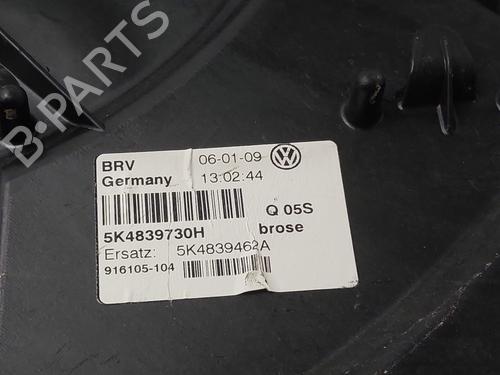 B-PARTS
BRV 06-01-09
Germany 13:02:44
Q 05S
5K4839730H brose
Ersatz: 5K4839462A
916105-104